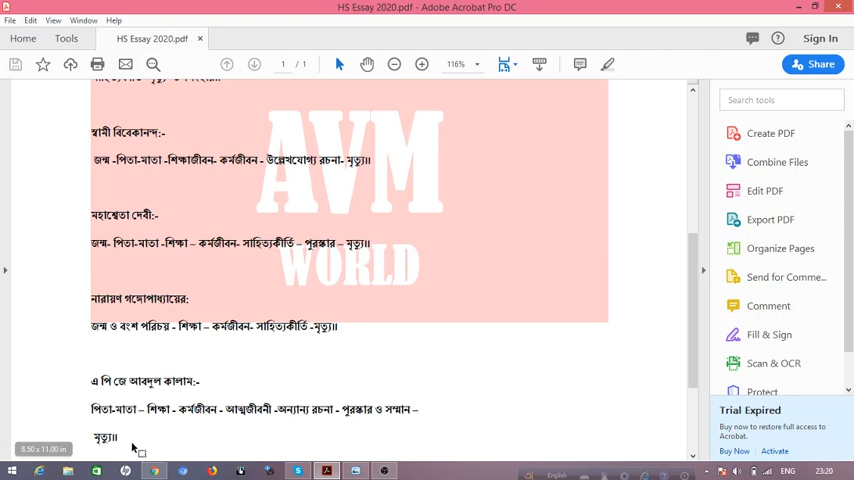 HS Essay 2020.pdf - Adobe Acrobat Pro DC
File Edit View Window Help
Home Tools HS Essay 2020.pdf × Sign In
1 / 1 116% Share
স্বামী বিবেকানন্দ:-
জন্ম -পিতা-মাতা -শিক্ষাজীবন- কর্মজীবন - উল্লেখযোগ্য রচনা- মৃত্যু॥
মহাশ্বেতা দেবী:-
জন্ম- পিতা-মাতা -শিক্ষা – কর্মজীবন- সাহিত্যকীর্তি – পুরস্কার – মৃত্যু॥
নারায়ণ গঙ্গোপাধ্যায়ের:
জন্ম ও বংশ পরিচয় - শিক্ষা – কর্মজীবন- সাহিত্যকীর্তি -মৃত্যু॥
এ পি জে আবদুল কালাম:-
পিতা-মাতা – শিক্ষা - কর্মজীবন - আত্মজীবনী -অন্যান্য রচনা - পুরস্কার ও সম্মান –
মৃত্যু॥
AVM
WORLD
8.50 x 11.00 in
Search tools
Create PDF
Combine Files
Edit PDF
Export PDF
Organize Pages
Send for Comme...
Comment
Fill & Sign
Scan & OCR
Protect
Trial Expired
Buy now to restore full access to
Acrobat.
Buy Now Activate
English
ENG 23:20